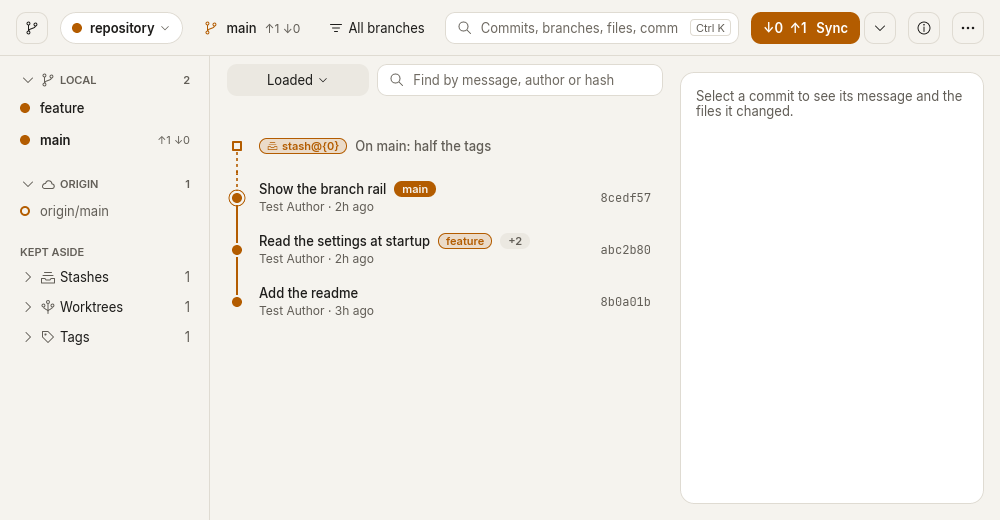 repository
main ↑1 ↓0
All branches
Commits, branches, files, comm
Ctrl K
↓0 ↑1 Sync
LOCAL 2
feature
main ↑1 ↓0
ORIGIN 1
origin/main
KEPT ASIDE
Stashes 1
Worktrees 1
Tags 1
Loaded
Find by message, author or hash
stash@{0} On main: half the tags
Show the branch rail main
Test Author · 2h ago
8cedf57
Read the settings at startup feature +2
Test Author · 2h ago
abc2b80
Add the readme
Test Author · 3h ago
8b0a01b
Select a commit to see its message and the
files it changed.